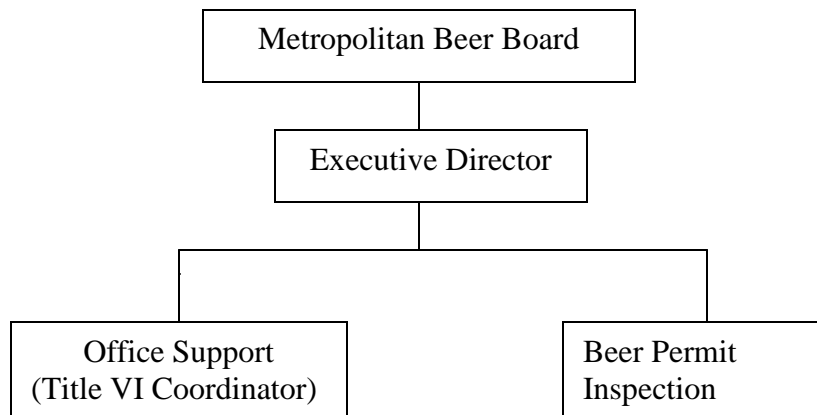 Metropolitan Beer Board
Executive Director
Office Support
(Title VI Coordinator)
Beer Permit
Inspection